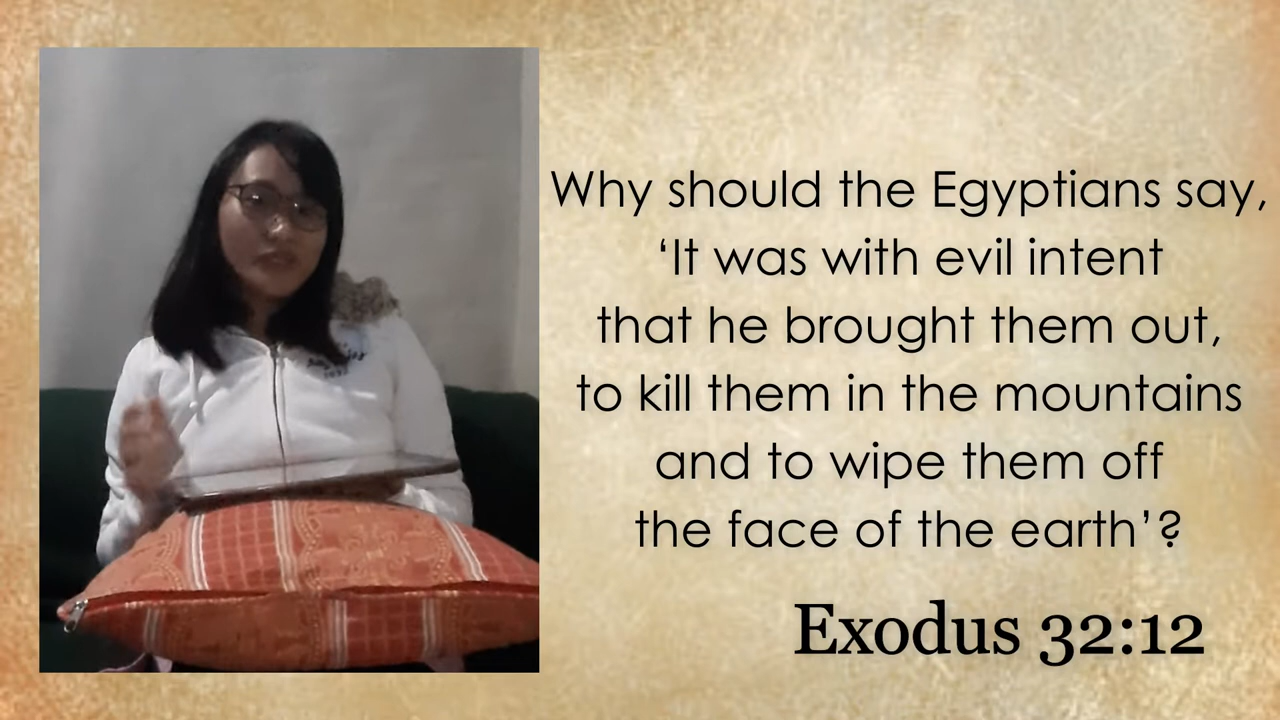 Why should the Egyptians say,
‘It was with evil intent
that he brought them out,
to kill them in the mountains
and to wipe them off
the face of the earth’?
Exodus 32:12